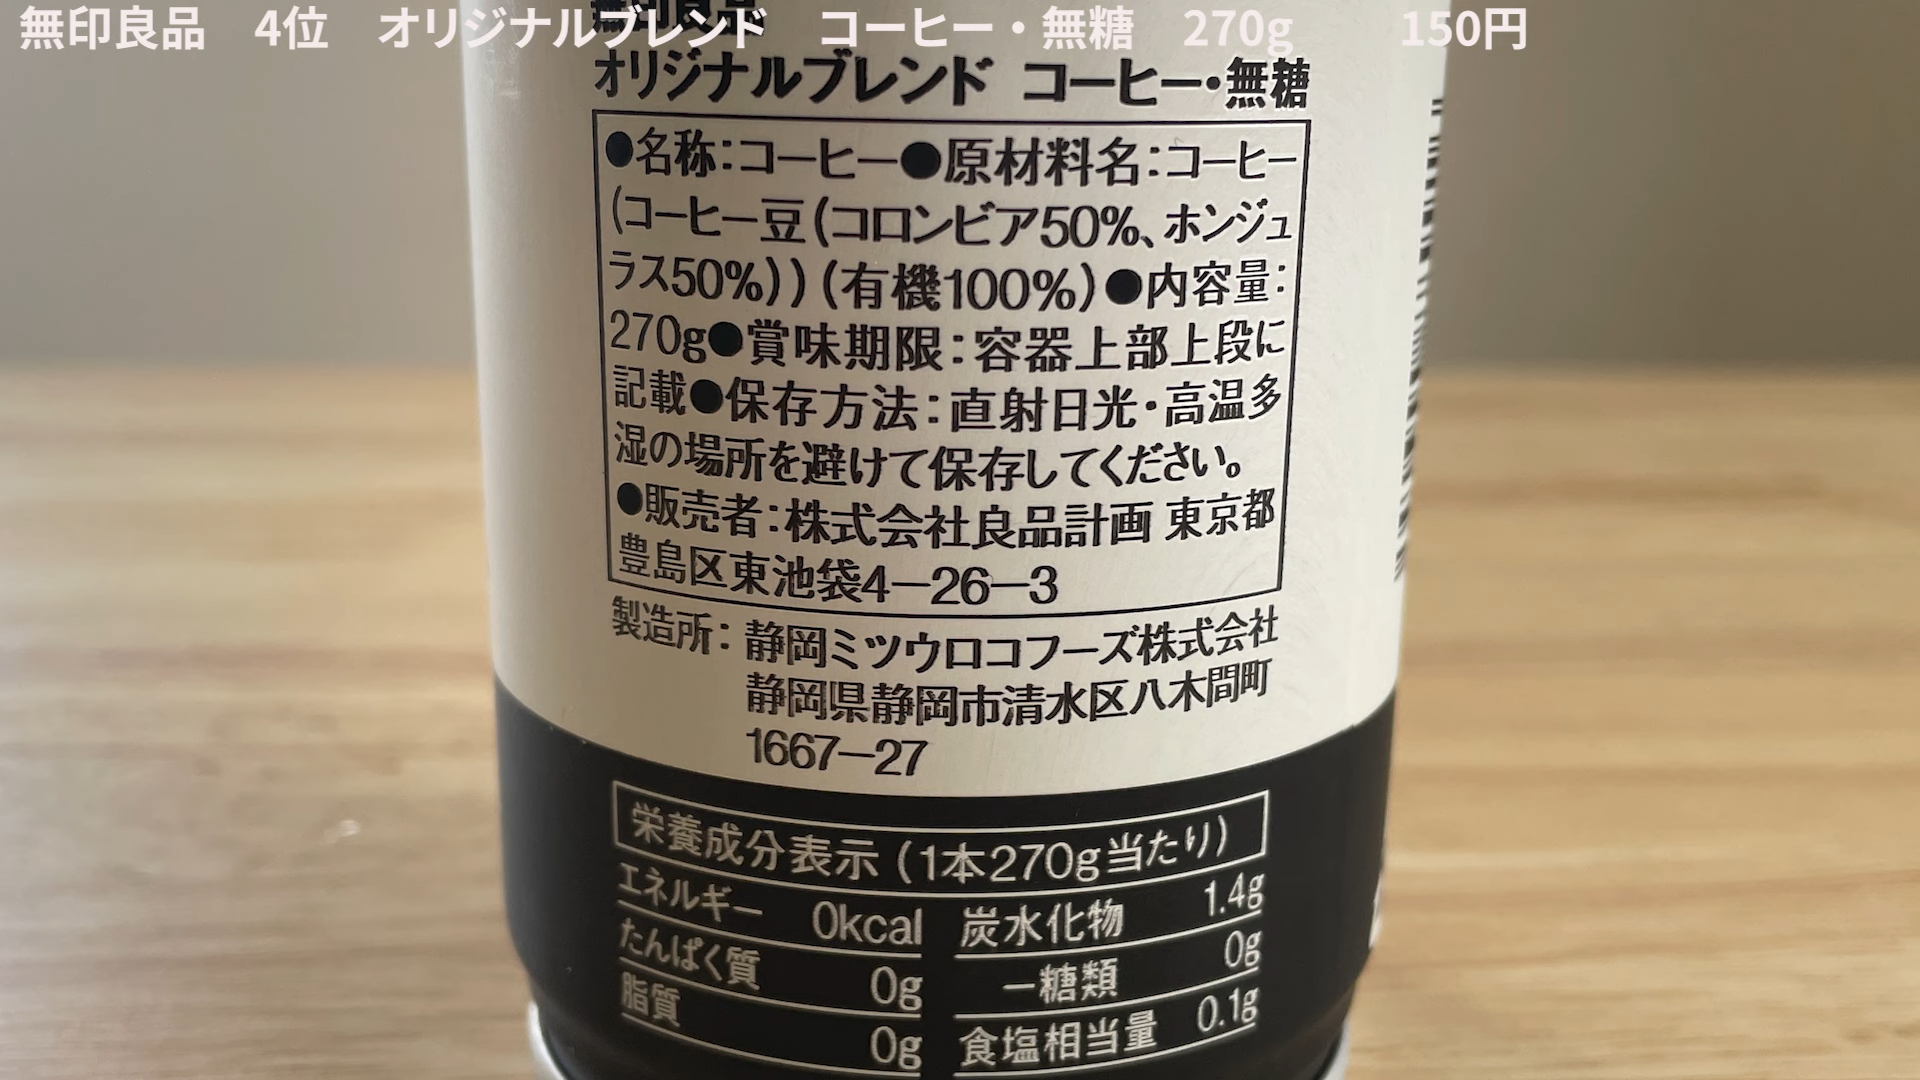 無印良品 4位 オリジナルブレンド コーヒー・無糖 270g 150円
無印良品
オリジナルブレンド コーヒー・無糖
●名称:コーヒー●原材料名:コーヒー
(コーヒー豆(コロンビア50%、ホンジュ
ラス50%))(有機100%)●内容量:
270g●賞味期限:容器上部上段に
記載●保存方法:直射日光・高温多
湿の場所を避けて保存してください。
●販売者:株式会社良品計画 東京都
豊島区東池袋4−26−3
製造所: 静岡ミツウロコフーズ株式会社
静岡県静岡市清水区八木間町
1667−27
栄養成分表示(1本270g当たり)
エネルギー 0kcal 炭水化物 1.4g
たんぱく質 0g −糖類 0g
脂質 0g 食塩相当量 0.1g